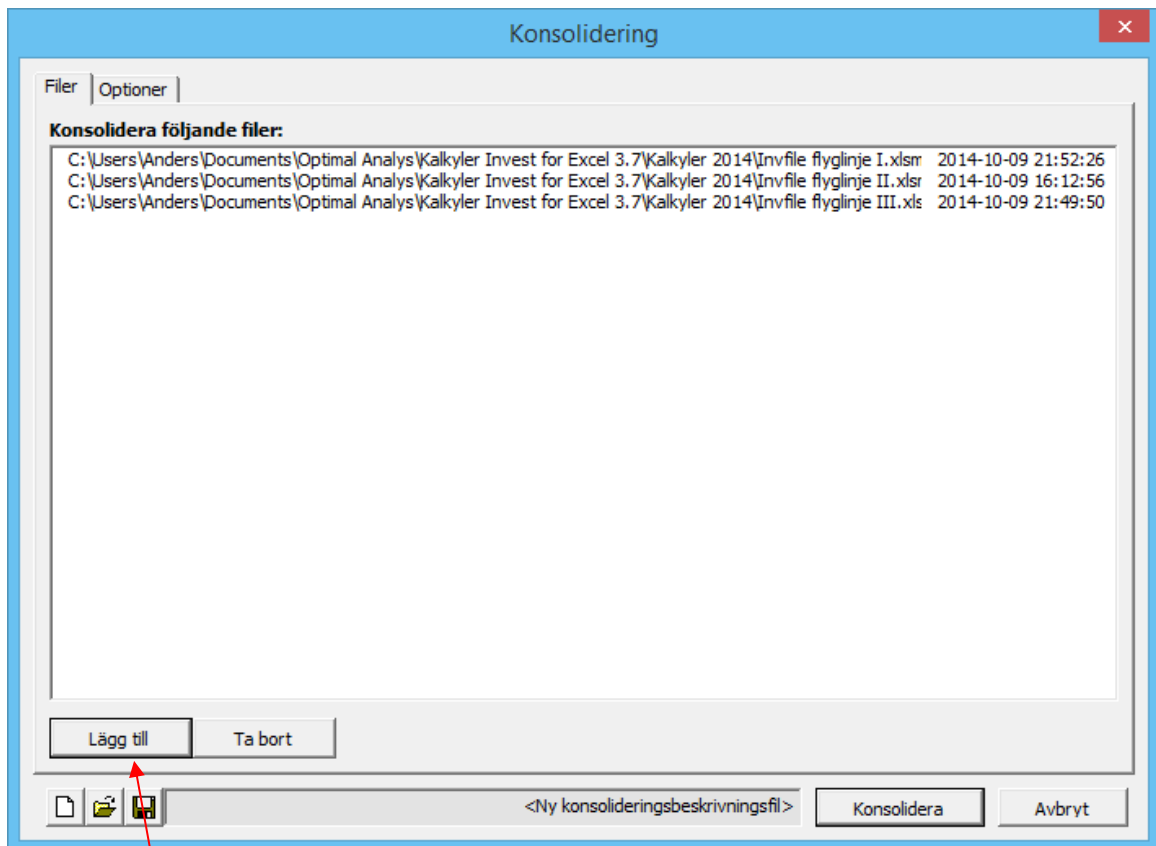 Konsolidering
Filer Optioner
Konsolidera följande filer:
C:\Users\Anders\Documents\Optimal Analys\Kalkyler Invest for Excel 3.7\Kalkyler 2014\Invfile flyglinje I.xlsm 2014-10-09 21:52:26
C:\Users\Anders\Documents\Optimal Analys\Kalkyler Invest for Excel 3.7\Kalkyler 2014\Invfile flyglinje II.xlsr 2014-10-09 16:12:56
C:\Users\Anders\Documents\Optimal Analys\Kalkyler Invest for Excel 3.7\Kalkyler 2014\Invfile flyglinje III.xls 2014-10-09 21:49:50
Lägg till Ta bort
<Ny konsolideringsbeskrivningsfil> Konsolidera Avbryt